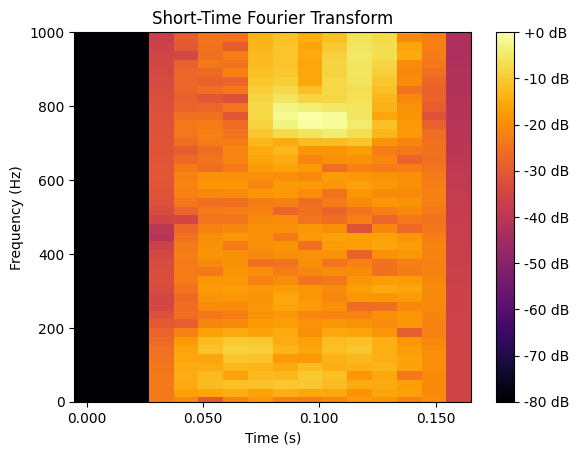 Short-Time Fourier Transform
1000
800
600
400
200
0
Frequency (Hz)
0.000
0.050
0.100
0.150
Time (s)
+0 dB
-10 dB
-20 dB
-30 dB
-40 dB
-50 dB
-60 dB
-70 dB
-80 dB